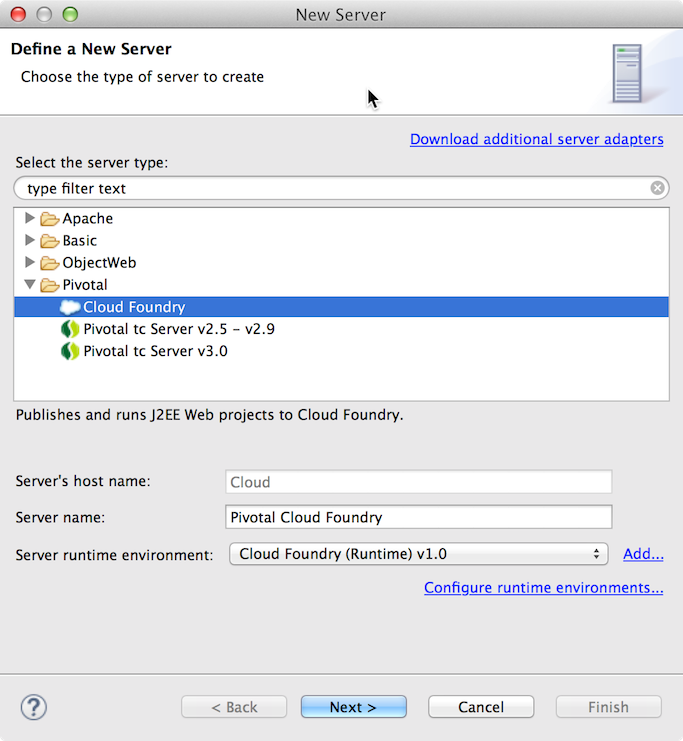 New Server
Define a New Server
Choose the type of server to create
Download additional server adapters
Select the server type:
type filter text
Apache
Basic
ObjectWeb
Pivotal
Cloud Foundry
Pivotal tc Server v2.5 - v2.9
Pivotal tc Server v3.0
Publishes and runs J2EE Web projects to Cloud Foundry.
Server's host name: Cloud
Server name: Pivotal Cloud Foundry
Server runtime environment: Cloud Foundry (Runtime) v1.0 Add...
Configure runtime environments...
? < Back Next > Cancel Finish